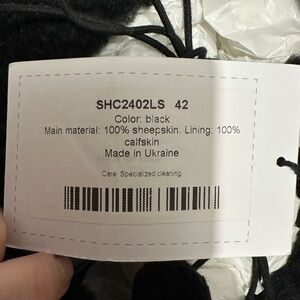 SHC2402LS 42
Color: black
Main material: 100% sheepskin. Lining: 100%
calfskin
Made in Ukraine
Care: Specialized cleaning